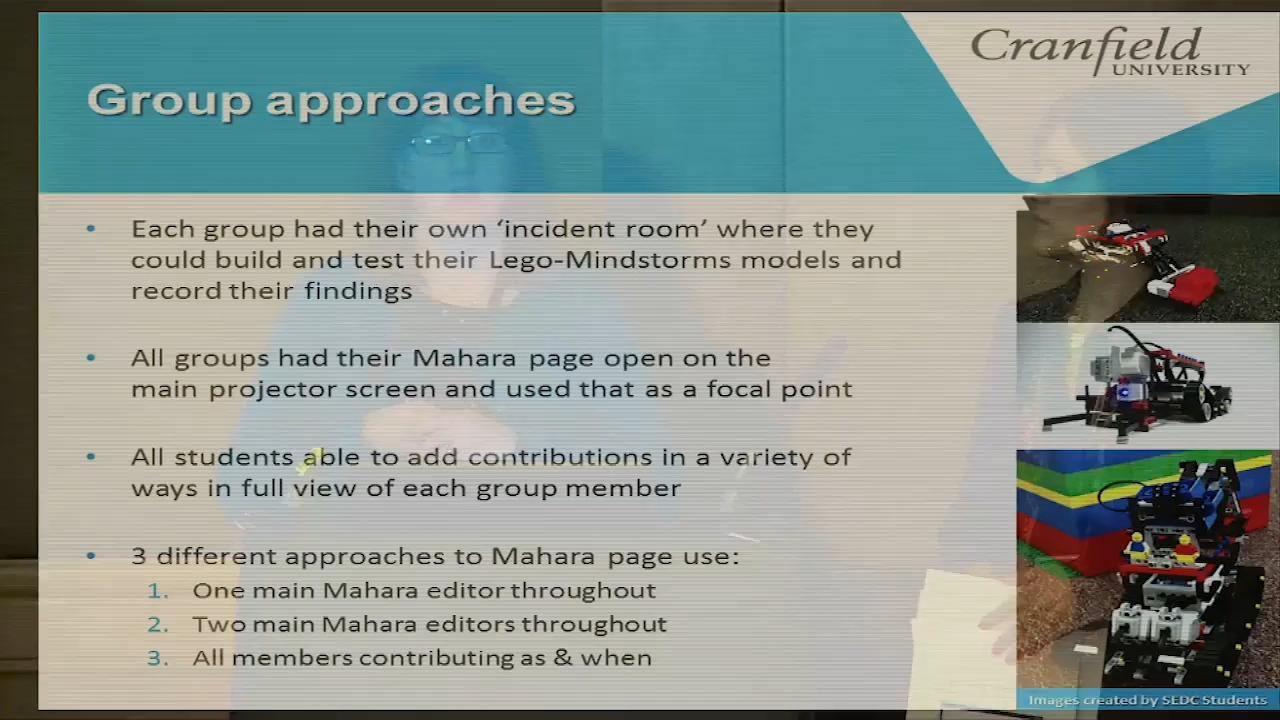 Cranfield
UNIVERSITY
Group approaches
• Each group had their own ‘incident room’ where they
could build and test their Lego-Mindstorms models and
record their findings
• All groups had their Mahara page open on the
main projector screen and used that as a focal point
• All students able to add contributions in a variety of
ways in full view of each group member
• 3 different approaches to Mahara page use:
1. One main Mahara editor throughout
2. Two main Mahara editors throughout
3. All members contributing as & when
Images created by SEDC Students